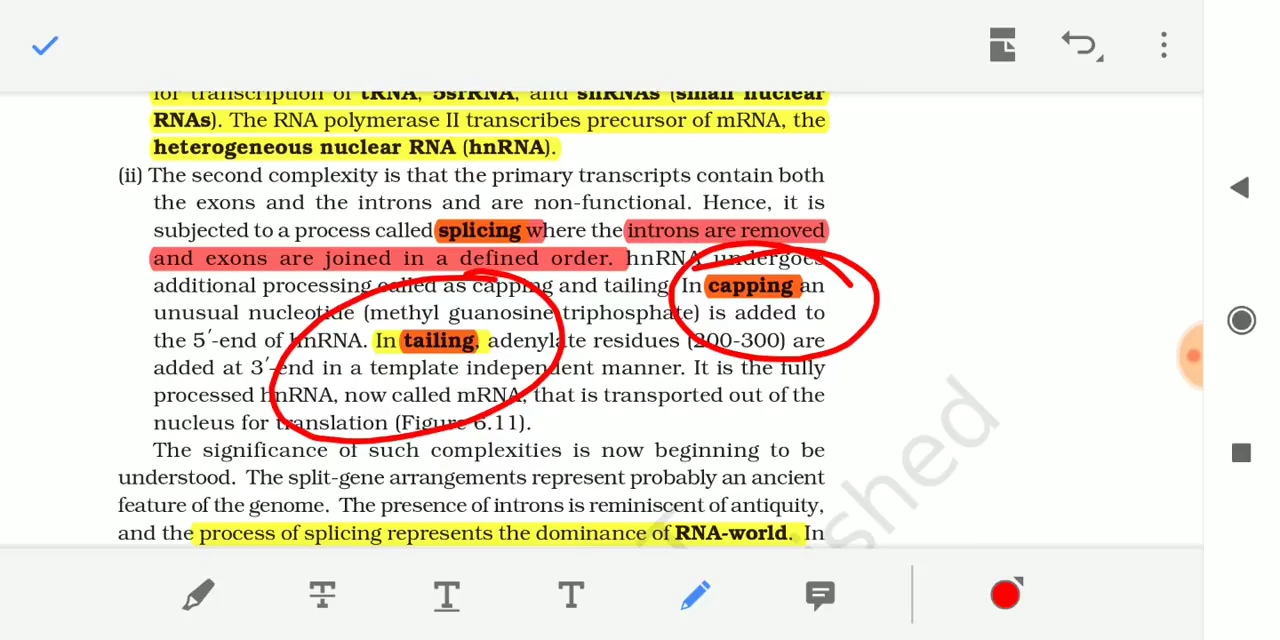 for transcription of tRNA, 5srRNA, and snRNAs (small nuclear
RNAs). The RNA polymerase II transcribes precursor of mRNA, the
heterogeneous nuclear RNA (hnRNA).
(ii) The second complexity is that the primary transcripts contain both
the exons and the introns and are non-functional. Hence, it is
subjected to a process called splicing where the introns are removed
and exons are joined in a defined order. hnRNA undergoes
additional processing called as capping and tailing. In capping an
unusual nucleotide (methyl guanosine triphosphate) is added to
the 5′-end of hnRNA. In tailing, adenylate residues (200-300) are
added at 3′-end in a template independent manner. It is the fully
processed hnRNA, now called mRNA, that is transported out of the
nucleus for translation (Figure 6.11).
The significance of such complexities is now beginning to be
understood. The split-gene arrangements represent probably an ancient
feature of the genome. The presence of introns is reminiscent of antiquity,
and the process of splicing represents the dominance of RNA-world. In